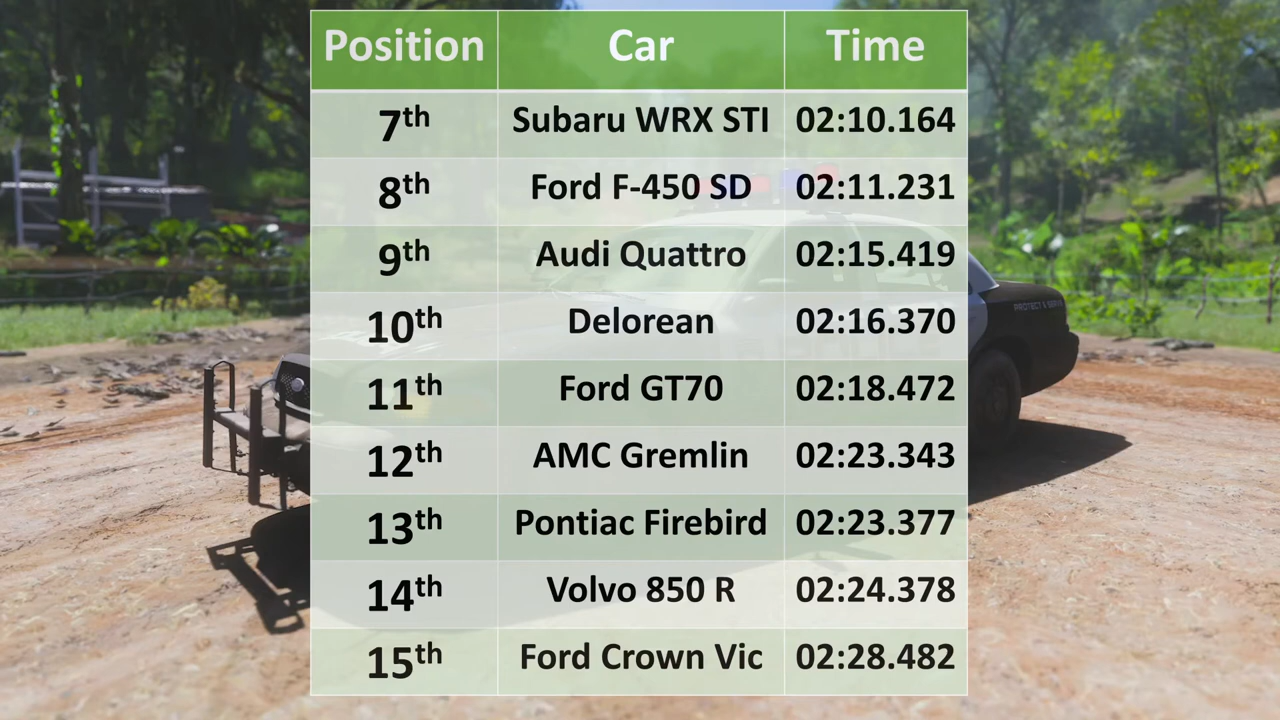 Position Car Time
7th Subaru WRX STI 02:10.164
8th Ford F-450 SD 02:11.231
9th Audi Quattro 02:15.419
10th Delorean 02:16.370
11th Ford GT70 02:18.472
12th AMC Gremlin 02:23.343
13th Pontiac Firebird 02:23.377
14th Volvo 850 R 02:24.378
15th Ford Crown Vic 02:28.482
PROTECT & SERVE